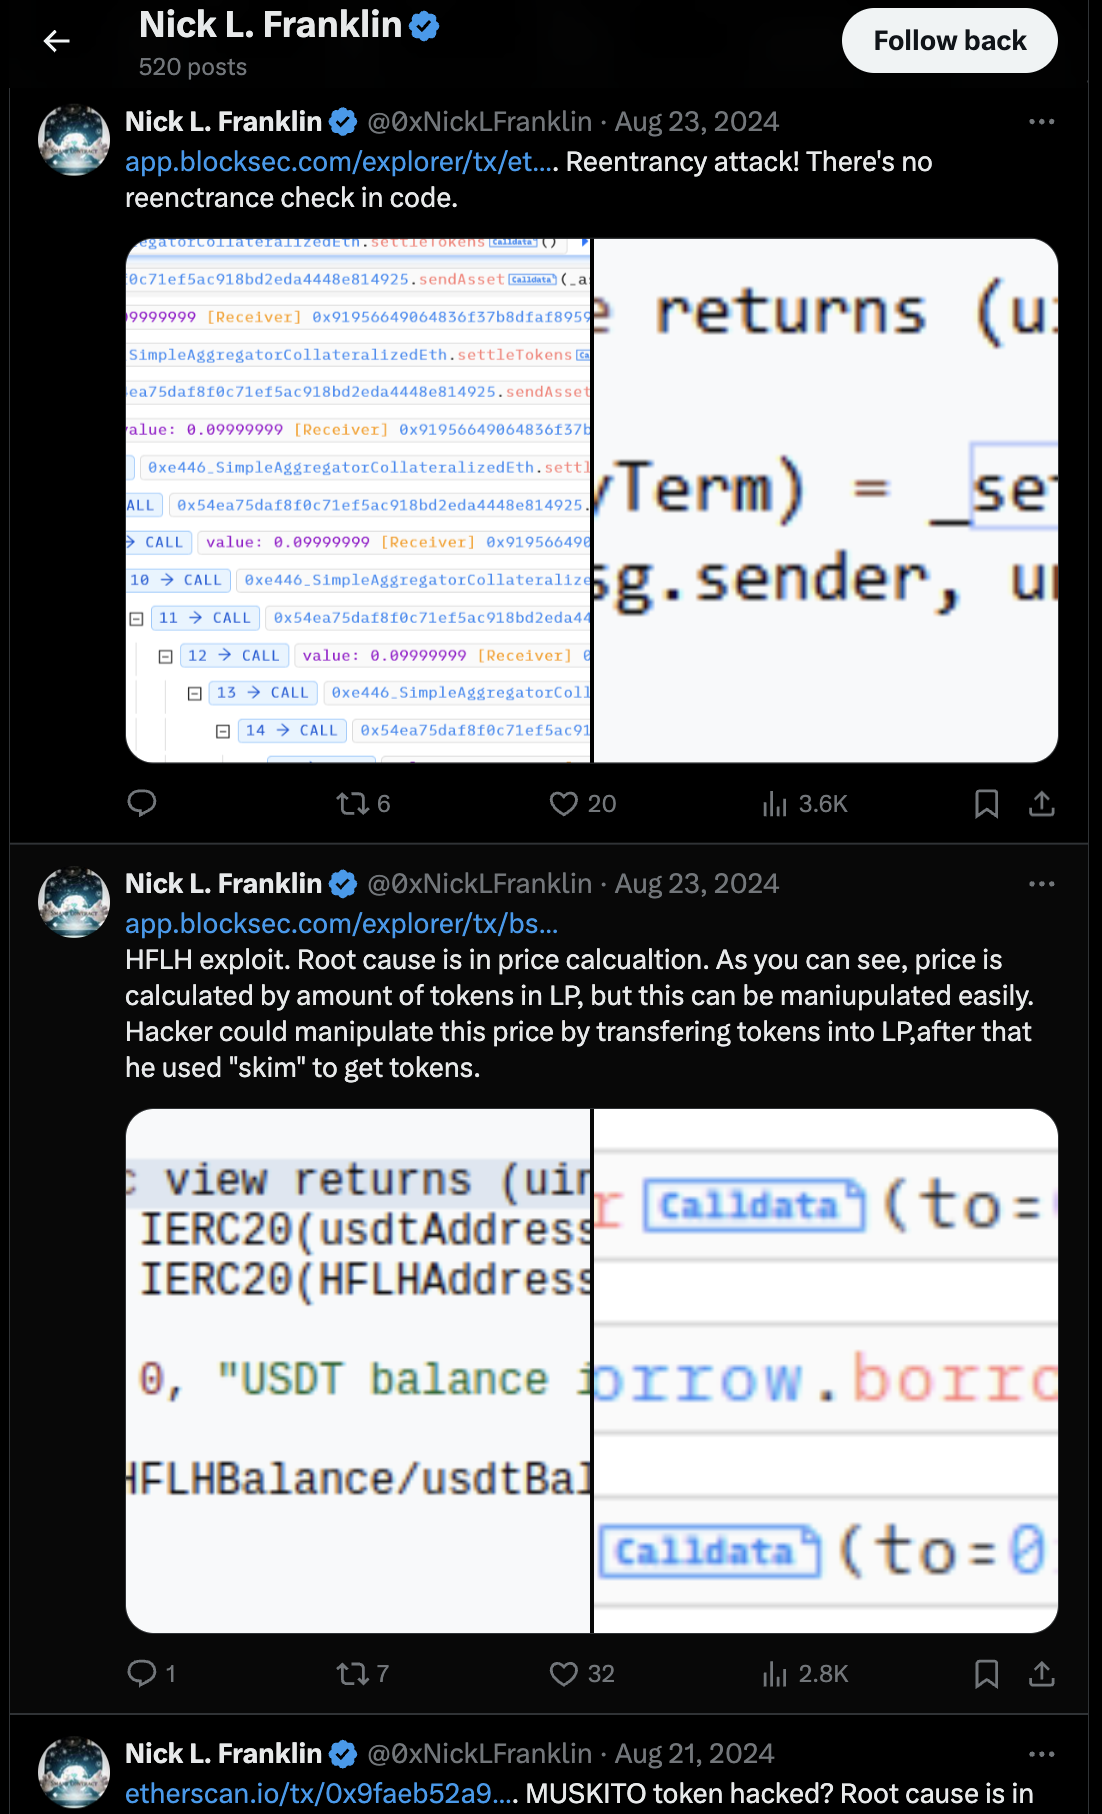 Nick L. Franklin
520 posts
Follow back
Nick L. Franklin @0xNickLFranklin · Aug 23, 2024
app.blocksec.com/explorer/tx/et.... Reentrancy attack! There's no
reenctrance check in code.
egatorCollateralizedEth.settleTokens Calldata ()
f0c71ef5ac918bd2eda4448e814925.sendAsset Calldata (_a
99999999 [Receiver] 0x91956649064836f37b8dfaf8959
SimpleAggregatorCollateralizedEth.settleTokens Ca
ea75daf8f0c71ef5ac918bd2eda4448e814925.sendAsset
value: 0.09999999 [Receiver] 0x91956649064836f37b
0xe446_SimpleAggregatorCollateralizedEth.settl
ALL 0x54ea75daf8f0c71ef5ac918bd2eda4448e814925.
→ CALL value: 0.09999999 [Receiver] 0x919566490
10 → CALL 0xe446_SimpleAggregatorCollateralize
11 → CALL 0x54ea75daf8f0c71ef5ac918bd2eda44
12 → CALL value: 0.09999999 [Receiver] 0
13 → CALL 0xe446_SimpleAggregatorColl
14 → CALL 0x54ea75daf8f0c71ef5ac91
e returns (u
yTerm) = _set
sg.sender, u
6
20
3.6K
Nick L. Franklin @0xNickLFranklin · Aug 23, 2024
app.blocksec.com/explorer/tx/bs...
HFLH exploit. Root cause is in price calcualtion. As you can see, price is
calculated by amount of tokens in LP, but this can be maniupulated easily.
Hacker could manipulate this price by transfering tokens into LP,after that
he used "skim" to get tokens.
c view returns (uin
IERC20(usdtAddress
IERC20(HFLHAddress
0, "USDT balance i
HFLHBalance/usdtBal
r Calldata (to=
orrow.borro
Calldata (to=0
1
7
32
2.8K
Nick L. Franklin @0xNickLFranklin · Aug 21, 2024
etherscan.io/tx/0x9faeb52a9.... MUSKITO token hacked? Root cause is in